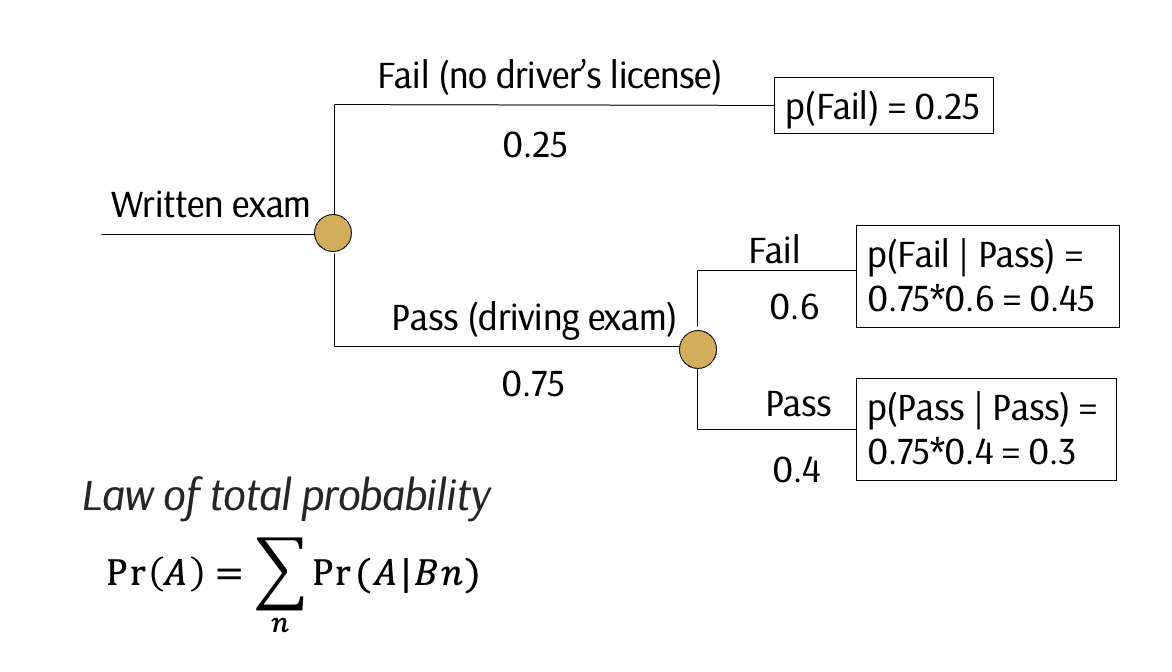 Fail (no driver’s license)
p(Fail) = 0.25
0.25
Written exam
Fail
p(Fail | Pass) =
0.75*0.6 = 0.45
0.6
Pass (driving exam)
0.75
Pass
p(Pass | Pass) =
0.75*0.4 = 0.3
0.4
Law of total probability
Pr(A) = ∑ Pr(A|Bn)
n